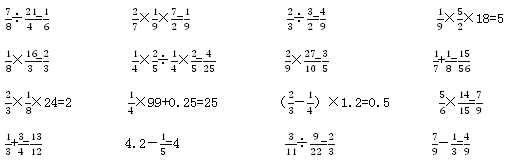 7/8÷21/4=1/6 2/7×1/9×7/2=1/9 2/3÷3/2=4/9 1/9×5/2×18=5
1/8×16/3=2/3 1/4×2/5÷1/4×2/5=4/25 2/9×27/10=3/5 1/7+1/8=15/56
2/3×1/8×24=2 1/4×99+0.25=25 (2/3-1/4)×1.2=0.5 5/6×14/15=7/9
1/3+3/4=13/12 4.2-1/5=4 3/11÷9/22=2/3 7/9-1/3=4/9